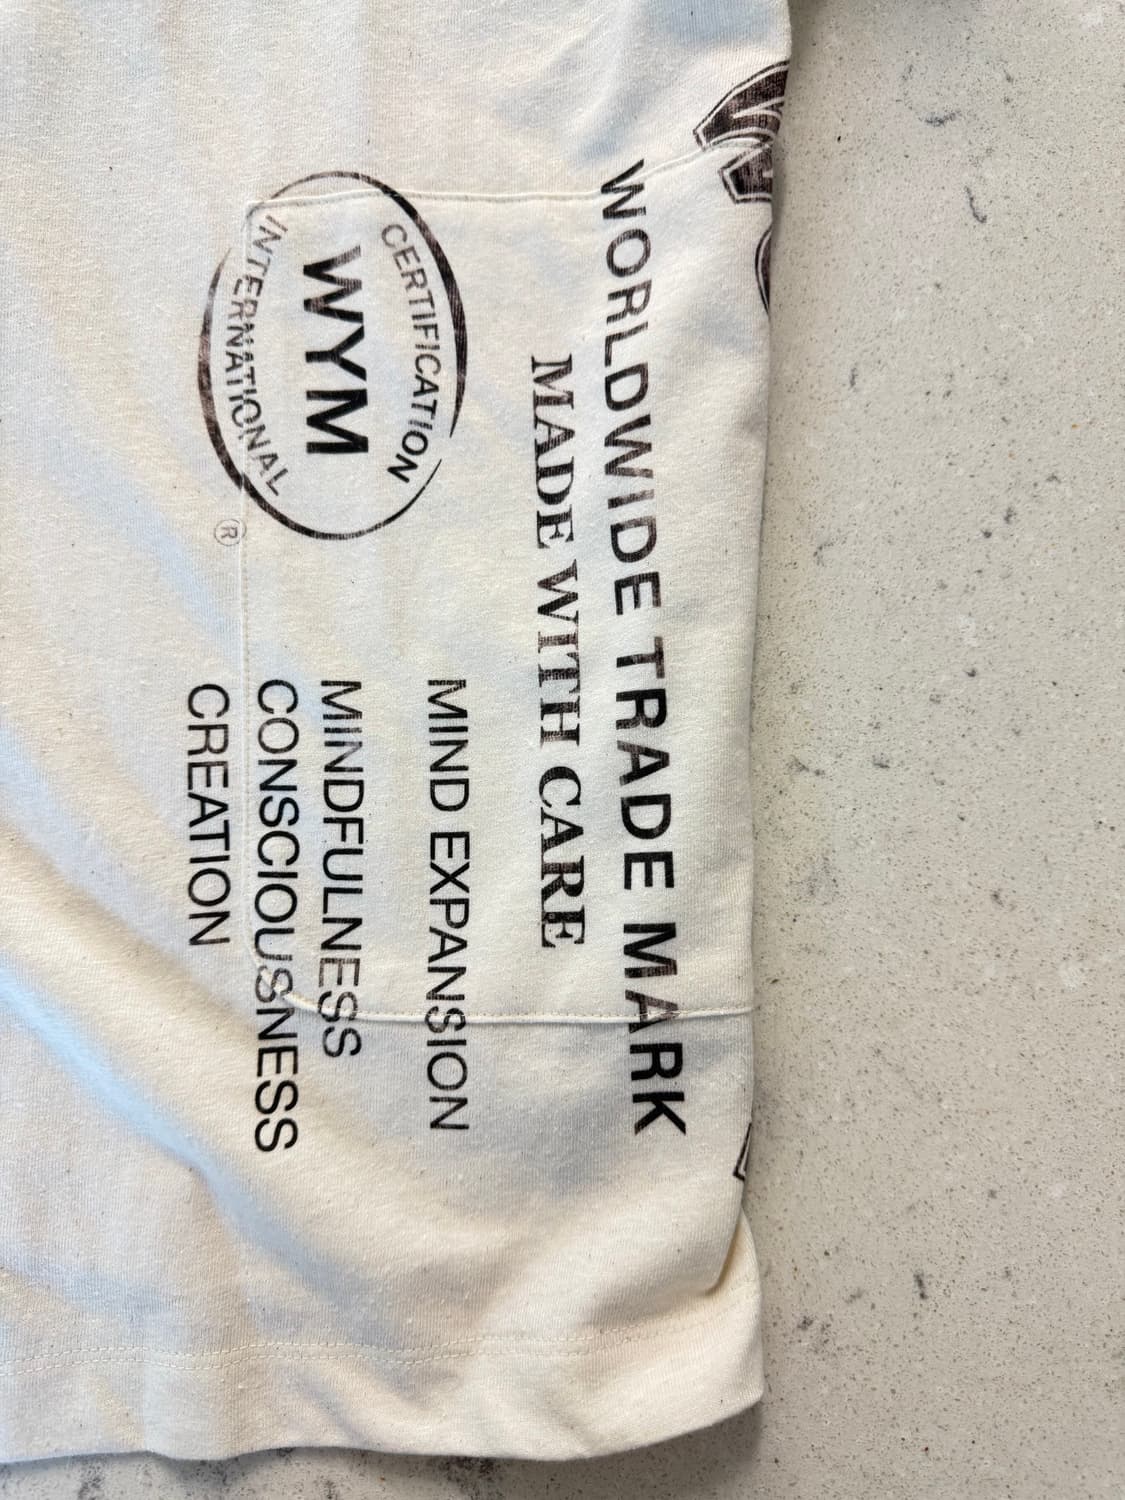 WORLDWIDE TRADE MARK
MADE WITH CARE
CERTIFICATION
WYM
INTERNATIONAL
®
MIND EXPANSION
MINDFULNESS
CONSCIOUSNESS
CREATION